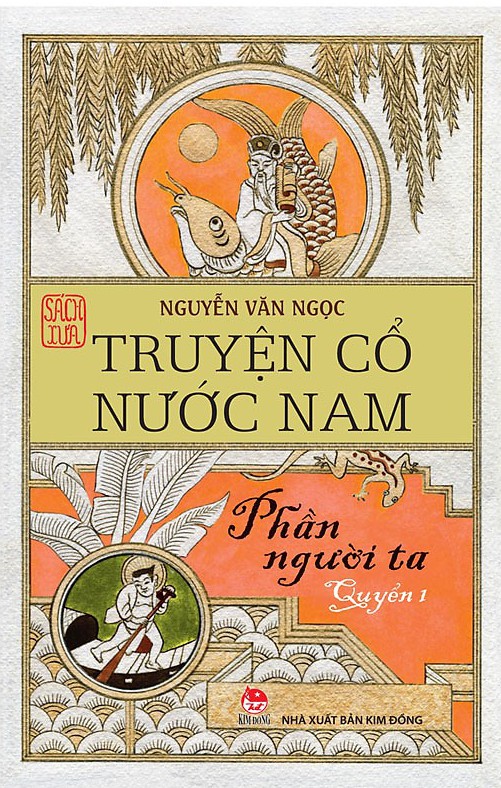 SÁCH
XƯA
NGUYỄN VĂN NGỌC
TRUYỆN CỔ
NƯỚC NAM
Phần
người ta
Quyển 1
KIM ĐỒNG
NHÀ XUẤT BẢN KIM ĐỒNG